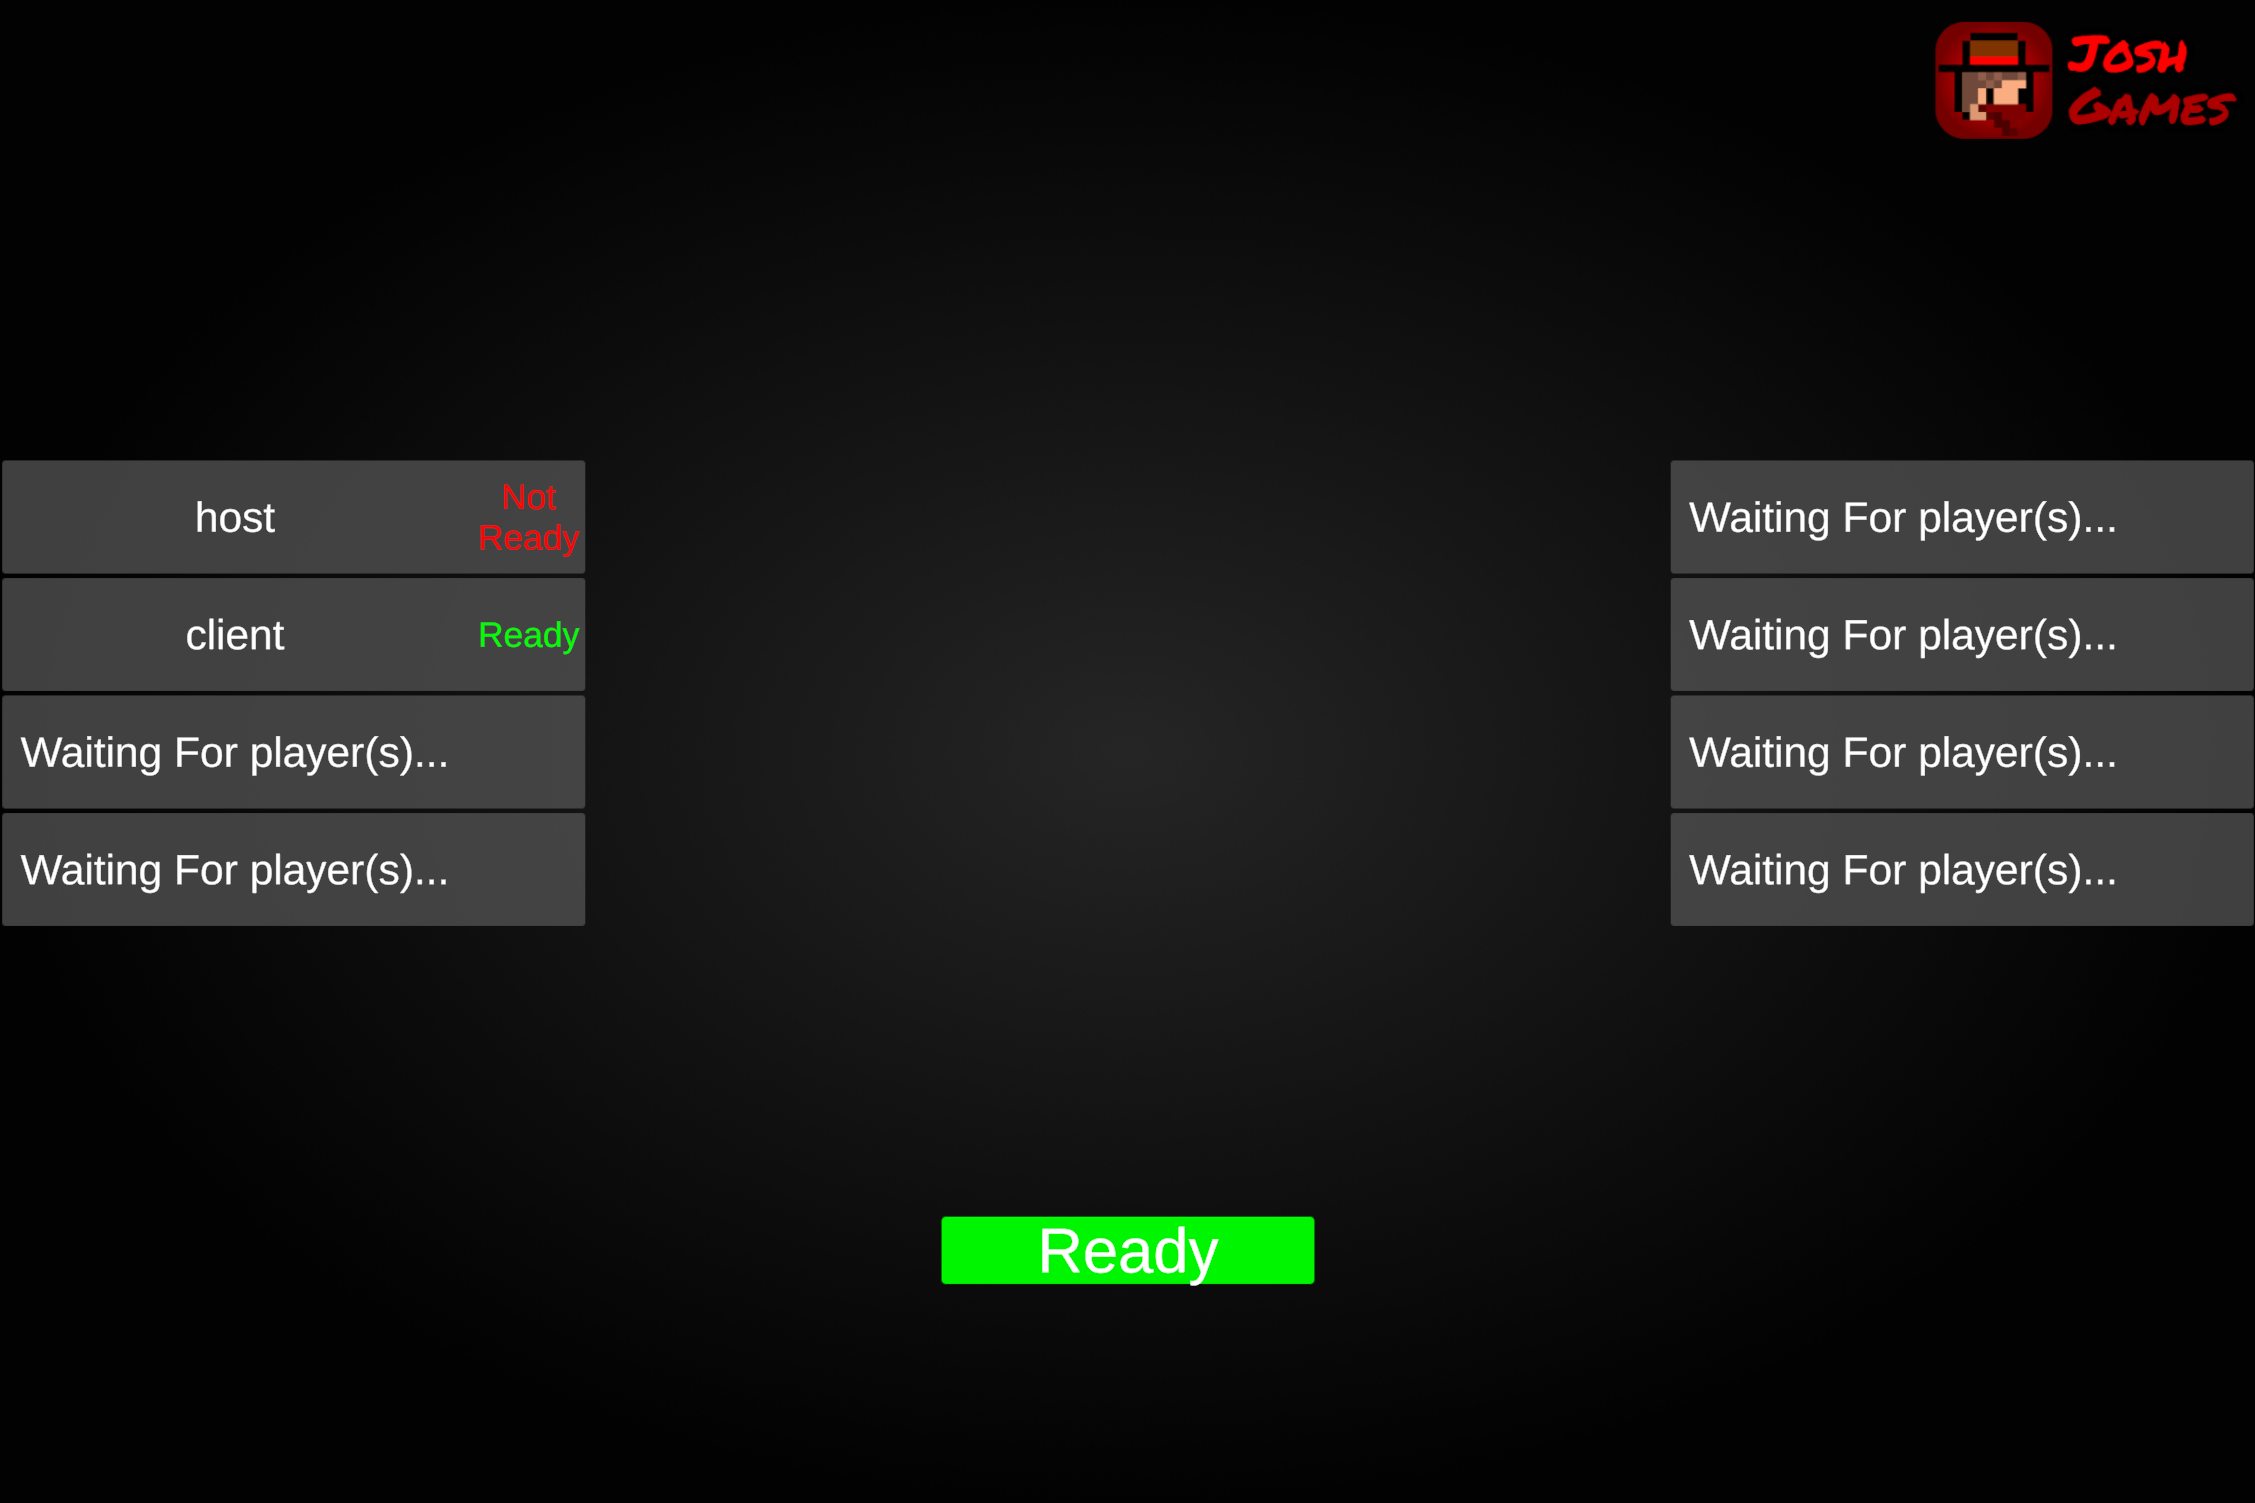 JOSH
GAMES
host
Not
Ready
client
Ready
Waiting For player(s)...
Waiting For player(s)...
Waiting For player(s)...
Waiting For player(s)...
Waiting For player(s)...
Waiting For player(s)...
Ready